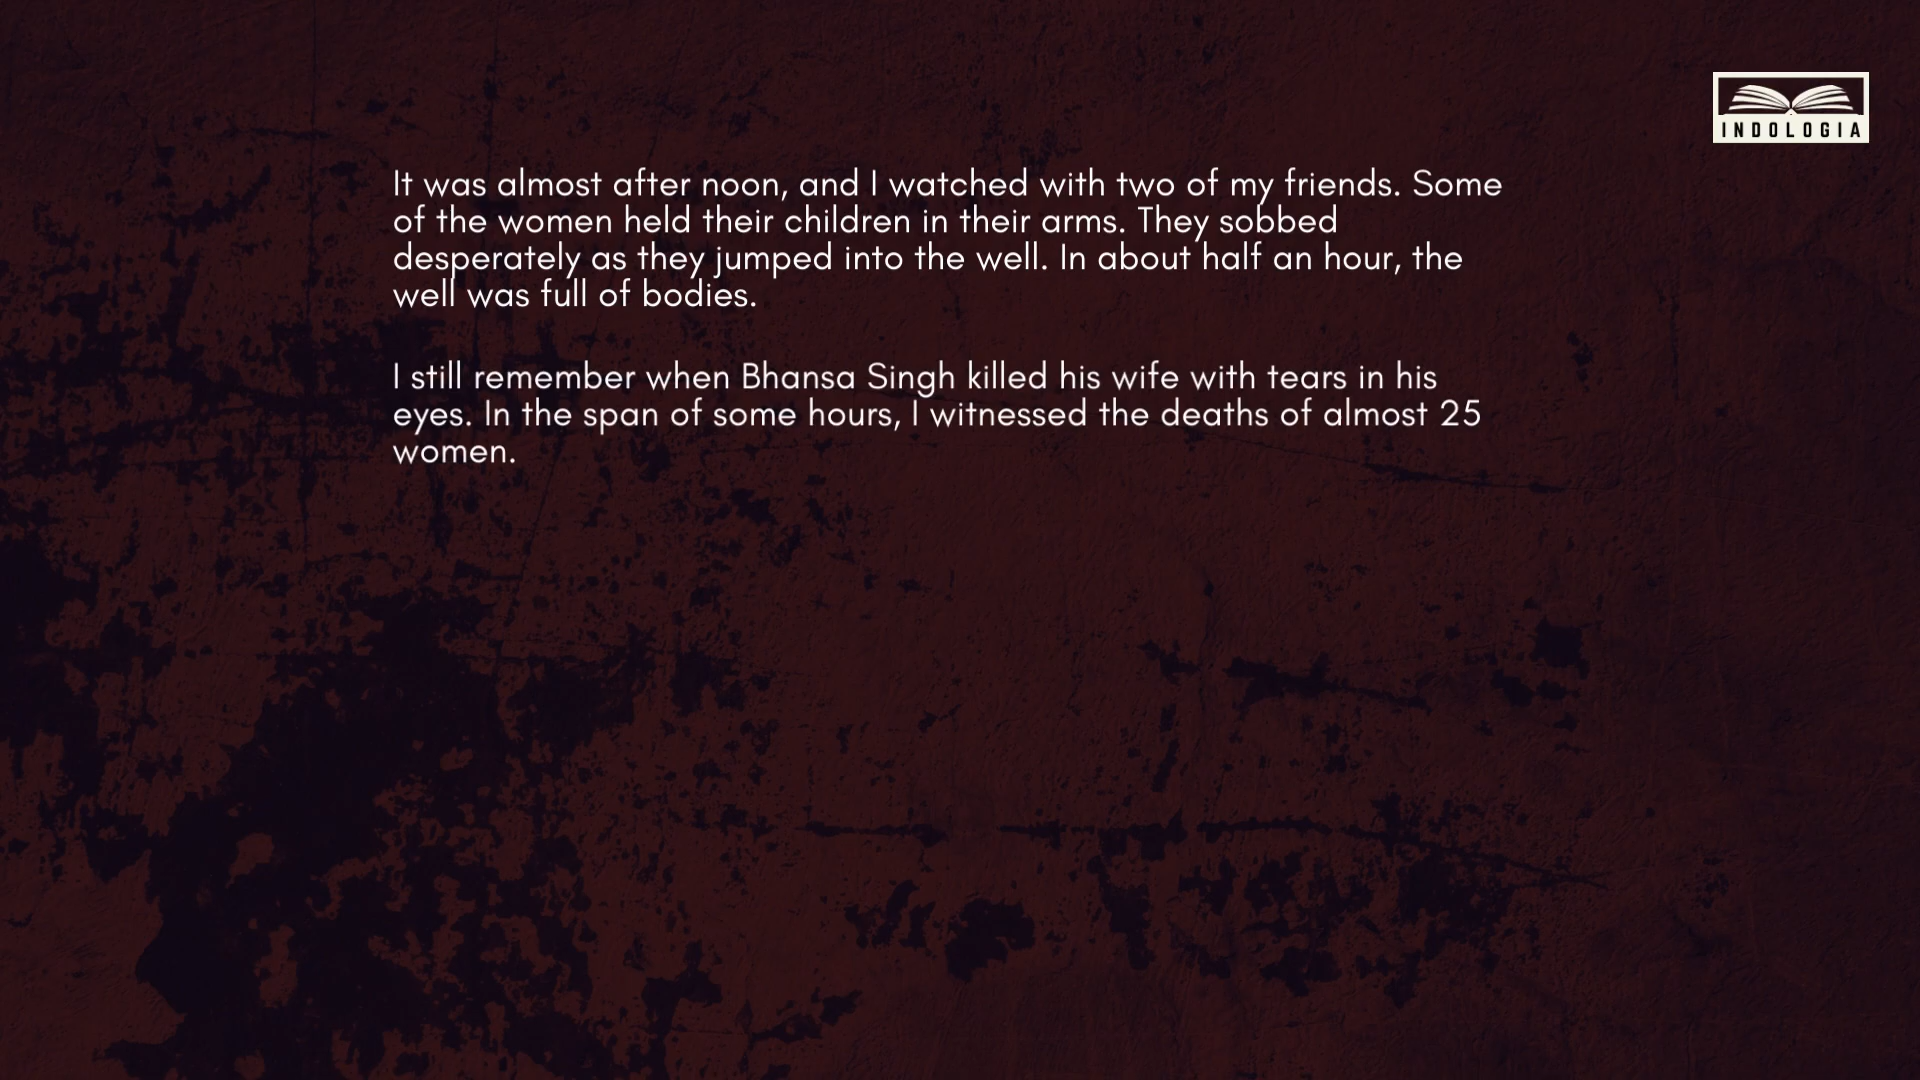 INDOLOGIA
It was almost after noon, and I watched with two of my friends. Some
of the women held their children in their arms. They sobbed
desperately as they jumped into the well. In about half an hour, the
well was full of bodies.
I still remember when Bhansa Singh killed his wife with tears in his
eyes. In the span of some hours, I witnessed the deaths of almost 25
women.